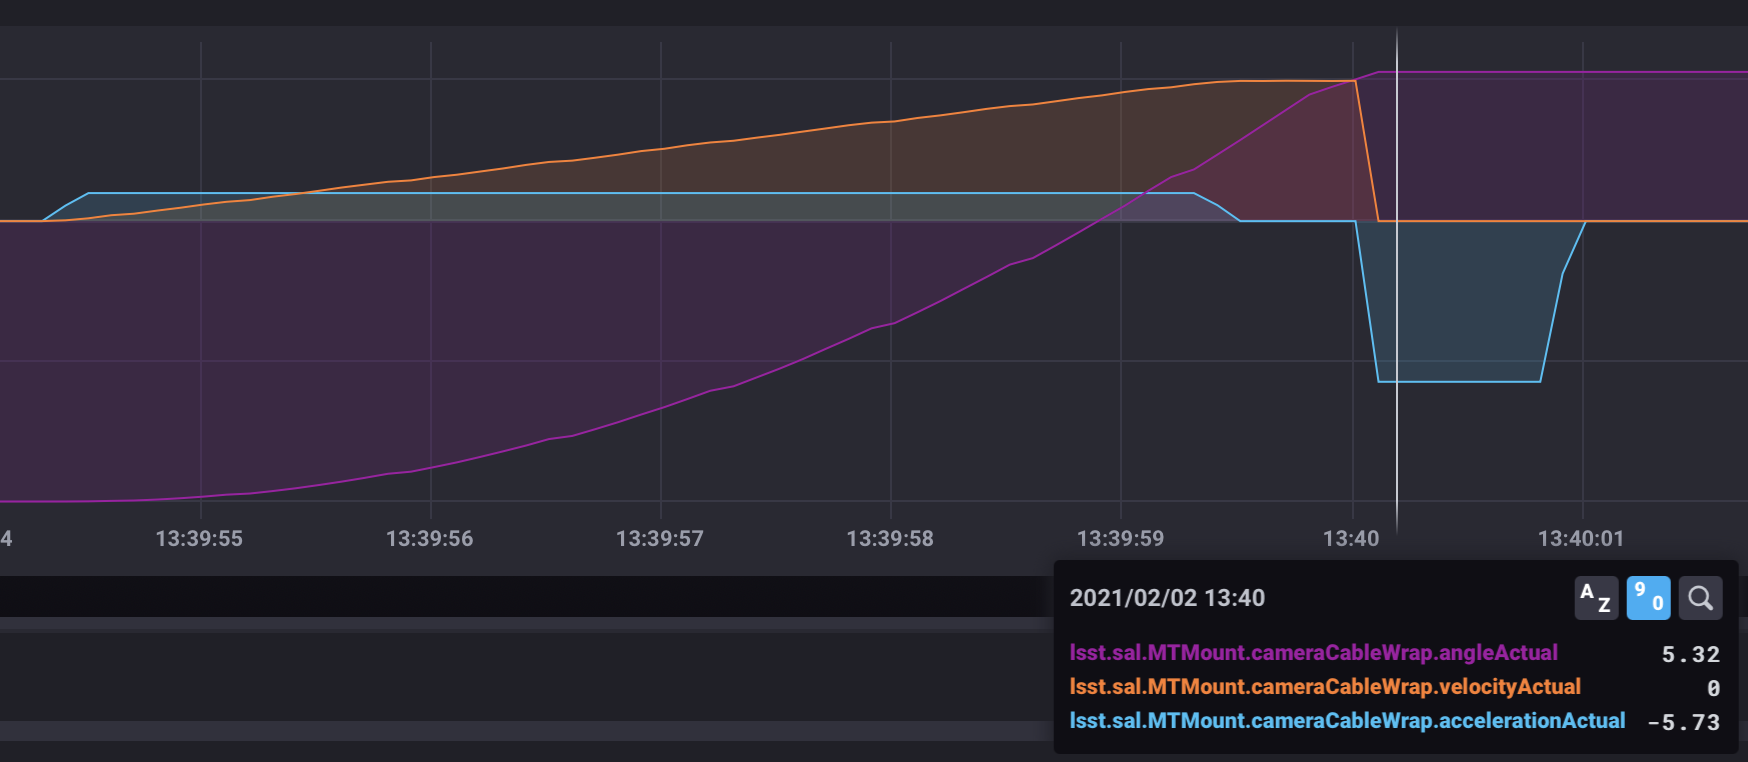 4 13:39:55 13:39:56 13:39:57 13:39:58 13:39:59 13:40 13:40:01
2021/02/02 13:40 A Z 9 0
lsst.sal.MTMount.cameraCableWrap.angleActual 5.32
lsst.sal.MTMount.cameraCableWrap.velocityActual 0
lsst.sal.MTMount.cameraCableWrap.accelerationActual -5.73